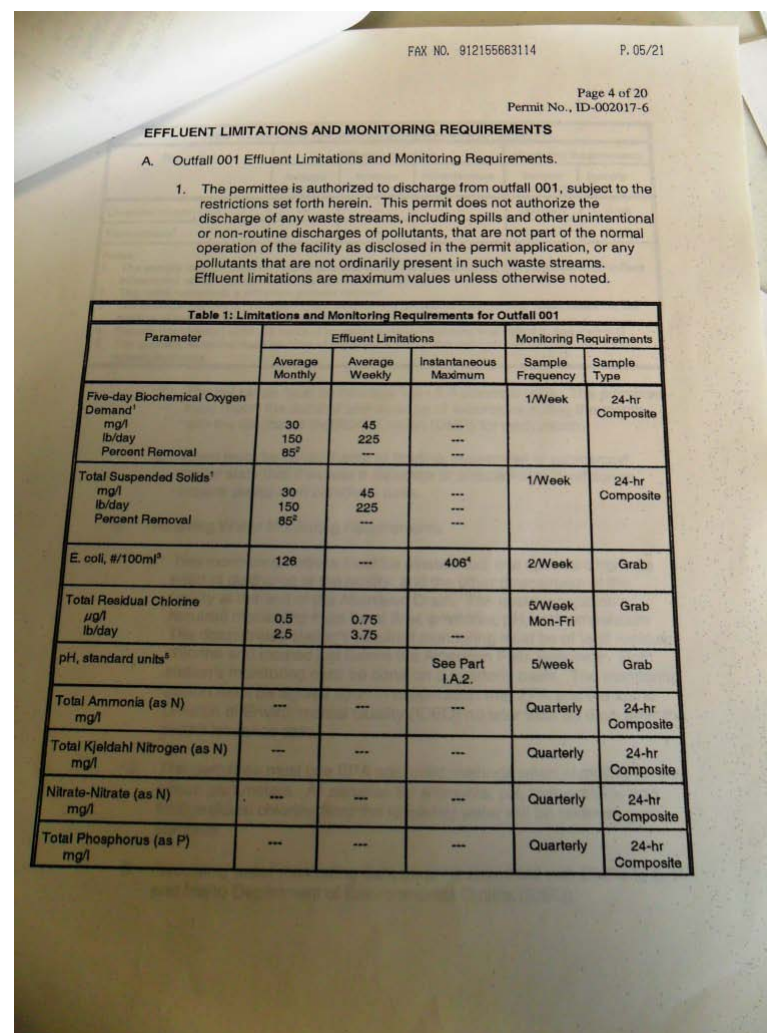 FAX NO. 912155663114 P. 05/21
Page 4 of 20
Permit No., ID-002017-6
EFFLUENT LIMITATIONS AND MONITORING REQUIREMENTS
A. Outfall 001 Effluent Limitations and Monitoring Requirements.
1. The permittee is authorized to discharge from outfall 001, subject to the
restrictions set forth herein. This permit does not authorize the
discharge of any waste streams, including spills and other unintentional
or non-routine discharges of pollutants, that are not part of the normal
operation of the facility as disclosed in the permit application, or any
pollutants that are not ordinarily present in such waste streams.
Effluent limitations are maximum values unless otherwise noted.
Table 1: Limitations and Monitoring Requirements for Outfall 001
Parameter Effluent Limitations Monitoring Requirements
Average Average Instantaneous Sample Sample
Monthly Weekly Maximum Frequency Type
Five-day Biochemical Oxygen 1/Week 24-hr
Demand¹ Composite
mg/l 30 45 ---
lb/day 150 225 ---
Percent Removal 85² --- ---
Total Suspended Solids¹ 1/Week 24-hr
mg/l 30 45 --- Composite
lb/day 150 225 ---
Percent Removal 85² --- ---
E. coli, #/100ml³ 126 --- 406⁴ 2/Week Grab
Total Residual Chlorine 5/Week Grab
µg/l 0.5 0.75 Mon-Fri
lb/day 2.5 3.75 ---
pH, standard units⁵ See Part 5/week Grab
I.A.2.
Total Ammonia (as N) --- --- --- Quarterly 24-hr
mg/l Composite
Total Kjeldahl Nitrogen (as N) --- --- --- Quarterly 24-hr
mg/l Composite
Nitrate-Nitrate (as N) --- --- --- Quarterly 24-hr
mg/l Composite
Total Phosphorus (as P) --- --- --- Quarterly 24-hr
mg/l Composite